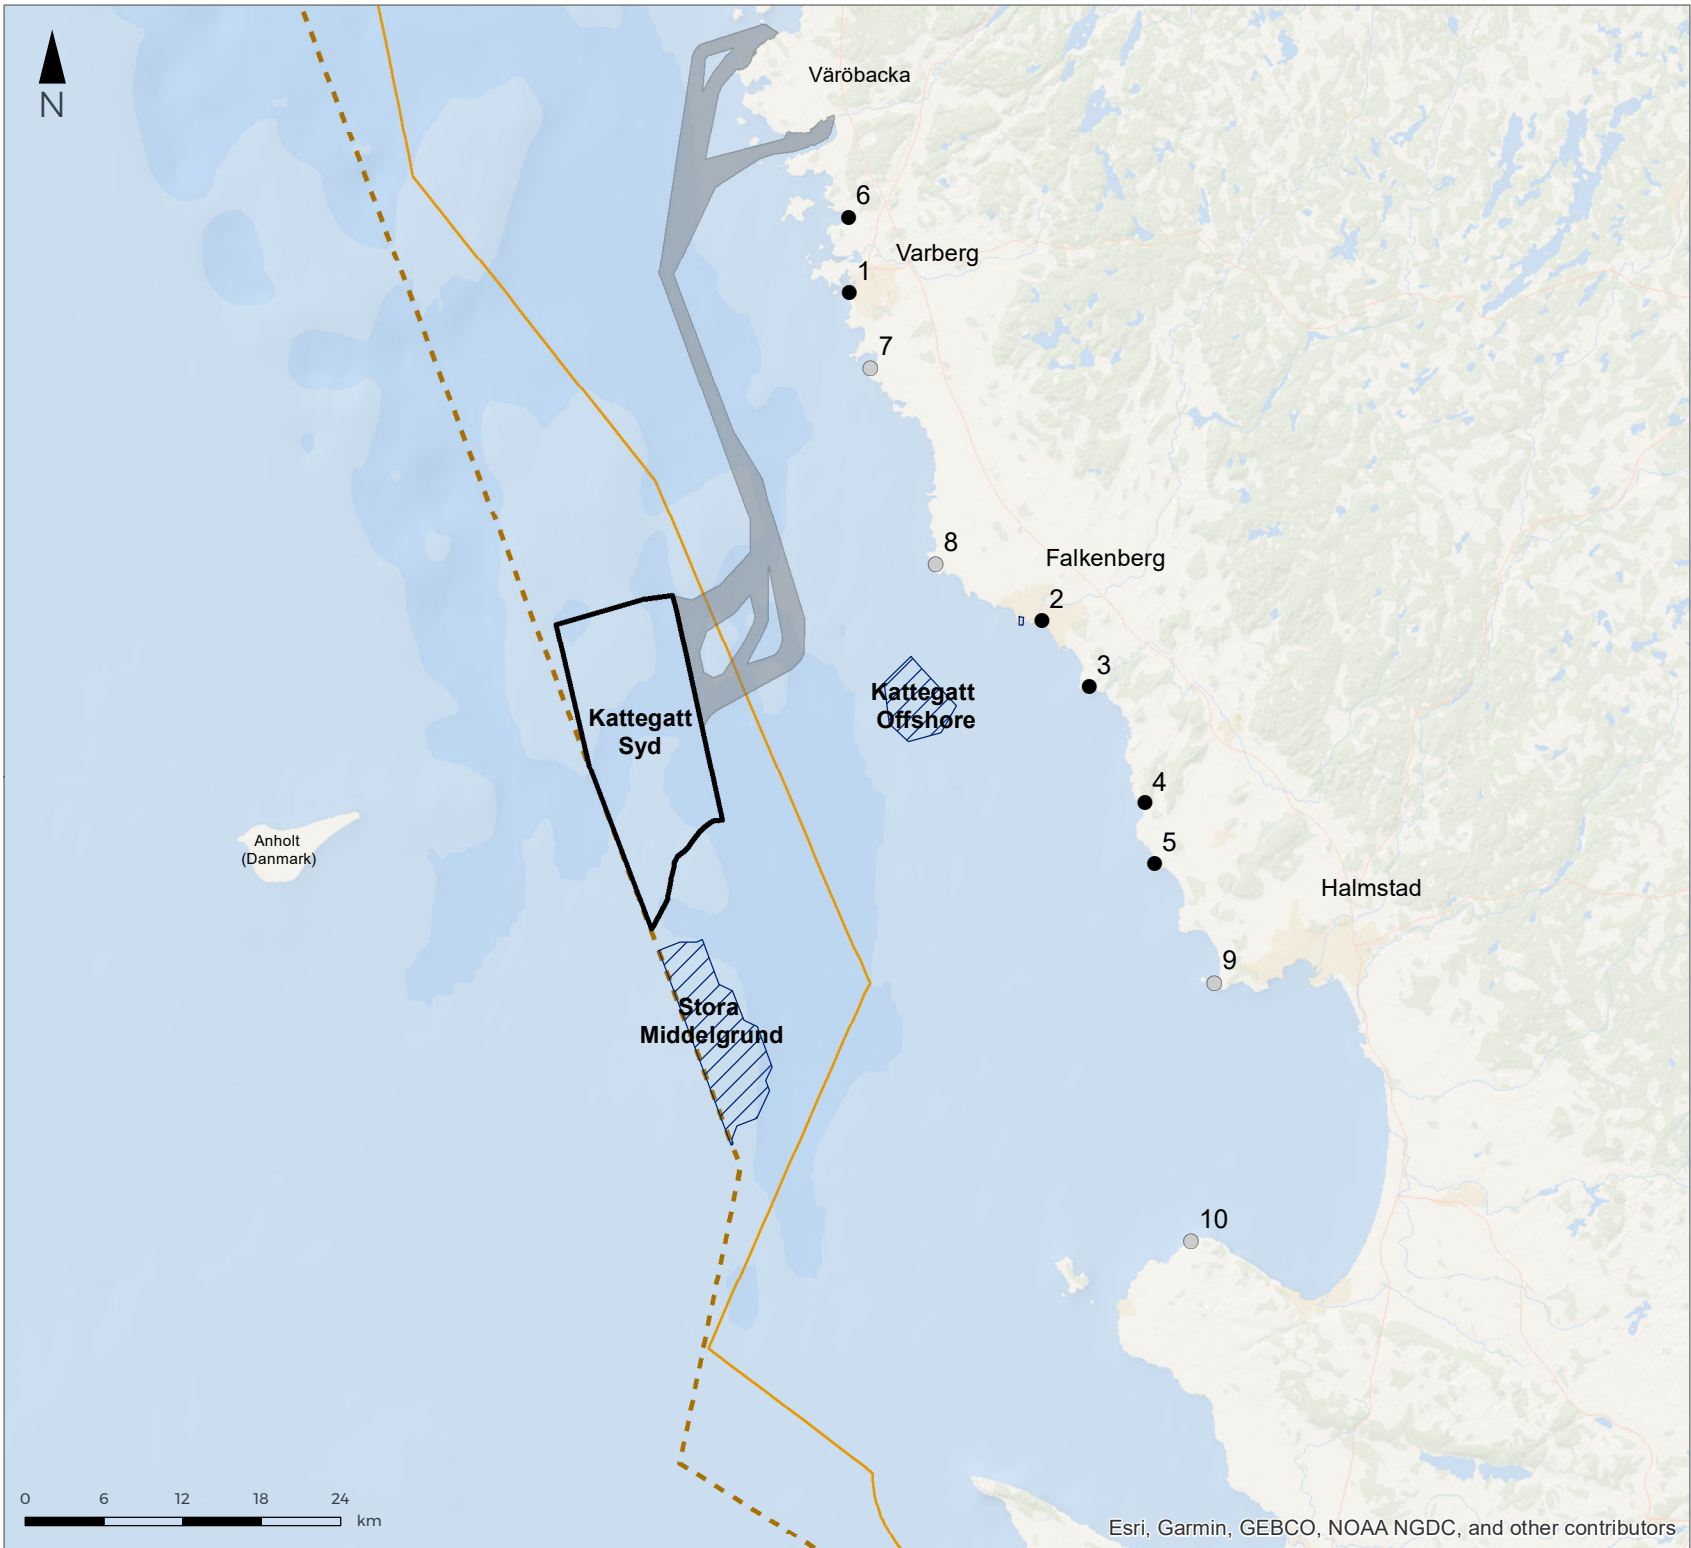 Väröbacka
N
6
Varberg
1
7
8
Falkenberg
2
3
Kattegatt
Offshore
Kattegatt
Syd
4
Anholt
(Danmark)
5
Halmstad
9
Stora
Middelgrund
10
0 6 12 18 24
km
Esri, Garmin, GEBCO, NOAA NGDC, and other contributors